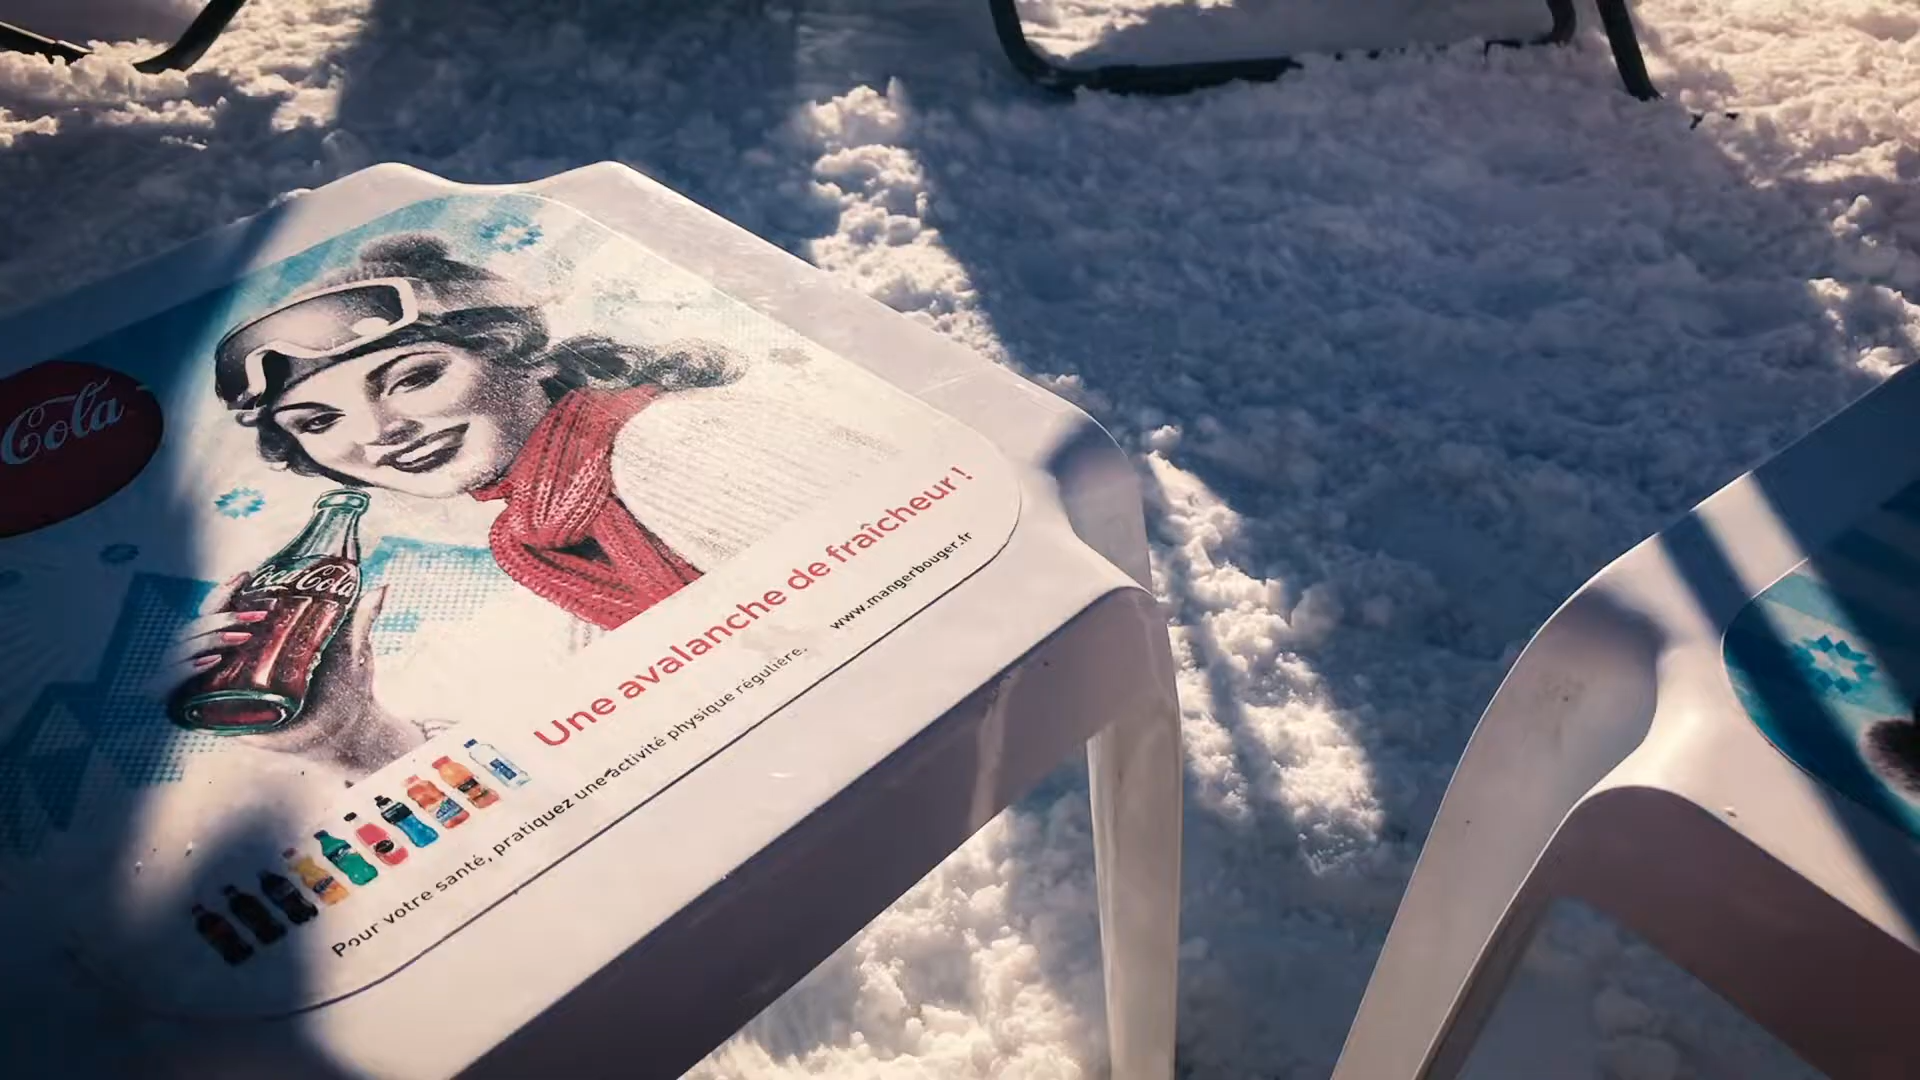 Cola
Coca-Cola
Une avalanche de fraîcheur !
www.mangerbouger.fr
Pour votre santé, pratiquez une activité physique régulière.